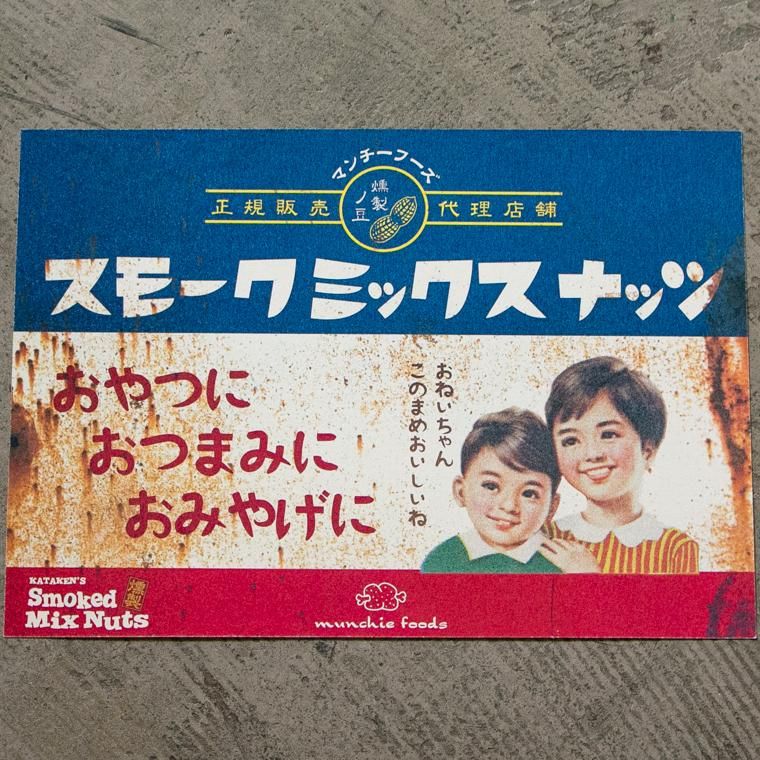 マンチーフーズ
正規販売
燻製
ノ豆
代理店舗
スモークミックスナッツ
おやつに
おつまみに
おみやげに
おねいちゃん
このまめおいしいね
KATAKEN'S
Smoked
Mix Nuts
燻製
munchie foods